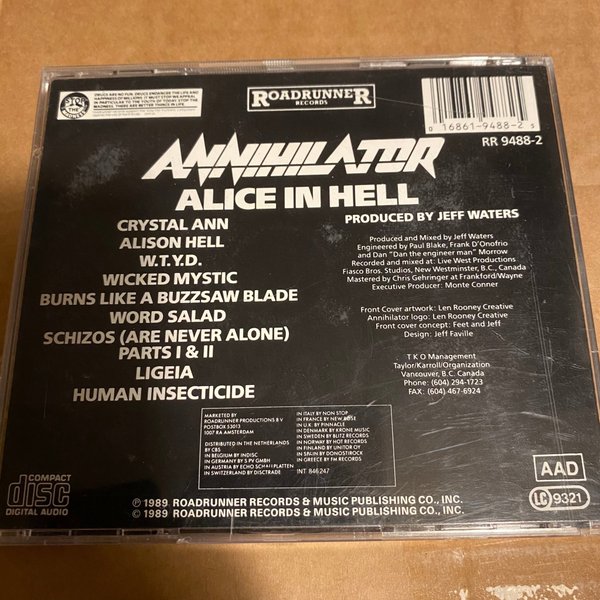 DRUGS ARE NO FUN. DRUGS ENDANGER THE LIFE AND
HAPPINESS OF MILLIONS. IT MUST STOP! WE APPEAL
IN PARTICULAR TO THE YOUTH OF TODAY. STOP THE
MADNESS. THERE ARE BETTER THINGS IN LIFE.
STOP THE MADNESS
ROADRUNNER
RECORDS
0 16861-9488-2 5
RR 9488-2
ANNIHILATOR
ALICE IN HELL
CRYSTAL ANN
ALISON HELL
W.T.Y.D.
WICKED MYSTIC
BURNS LIKE A BUZZSAW BLADE
WORD SALAD
SCHIZOS (ARE NEVER ALONE)
PARTS I & II
LIGEIA
HUMAN INSECTICIDE
PRODUCED BY JEFF WATERS
Produced and Mixed by Jeff Waters
Engineered by Paul Blake, Frank D'Onofrio
and Dan "Dan the engineer man" Morrow
Recorded and mixed at: Live West Productions
Fiasco Bros. Studios, New Westminster, B.C., Canada
Mastered by Chris Gehringer at Frankford/Wayne
Executive Producer: Monte Conner
Front Cover artwork: Len Rooney Creative
Annihilator logo: Len Rooney Creative
Front cover concept: Feet and Jeff
Design: Jeff Faville
T K O Management
Taylor/Karroll/Organization
Vancouver, B.C. Canada
Phone: (604) 294-1723
FAX: (604) 467-6924
MARKETED BY
ROADRUNNER PRODUCTIONS B V
POSTBOX 53013
1007 RA AMSTERDAM
DISTRIBUTED IN THE NETHERLANDS
BY CBS
IN BELGIUM BY INDISC
IN GERMANY BY S PV GMBH
IN AUSTRIA BY ECHO SCHALLPLATTEN
IN SWITZERLAND BY DISCTRADE
IN ITALY BY NON STOP
IN FRANCE BY NEW ROSE
IN U.K. BY PINNACLE
IN DENMARK BY KRONE MUSIC
IN SWEDEN BY BLITZ RECORDS
IN NORWAY BY HOT RECORDS
IN FINLAND BY UNITOR OY
IN SPAIN BY DONOSTIROCK
IN GREECE BY FM RECORDS
INT 846 247
COMPACT
disc
DIGITAL AUDIO
AAD
LC 9321
℗ 1989 ROADRUNNER RECORDS & MUSIC PUBLISHING CO., INC.
© 1989 ROADRUNNER RECORDS & MUSIC PUBLISHING CO., INC.